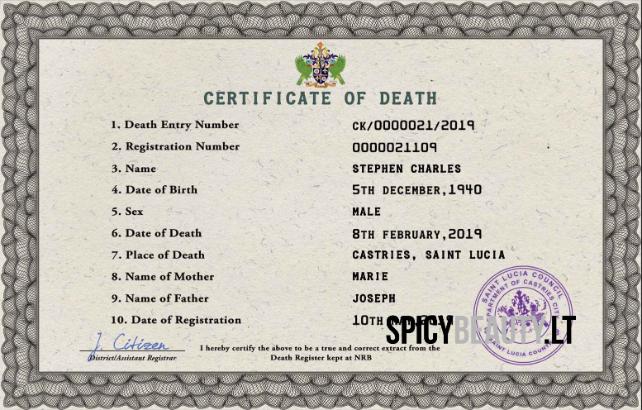 CERTIFICATE OF DEATH
1. Death Entry Number CK/0000021/2019
2. Registration Number 0000021109
3. Name STEPHEN CHARLES
4. Date of Birth 5TH DECEMBER,1940
5. Sex MALE
6. Date of Death 8TH FEBRUARY,2019
7. Place of Death CASTRIES, SAINT LUCIA
8. Name of Mother MARIE
9. Name of Father JOSEPH
10. Date of Registration 10TH
SPICYBEAUTY.LT
SAINT LUCIA COUNCIL
DEPARTMENT OF CASTRIES CITY
SAINT LUCIA
J. Citizen
District/Assistant Registrar
I hereby certify the above to be a true and correct extract from the
Death Register kept at NRB